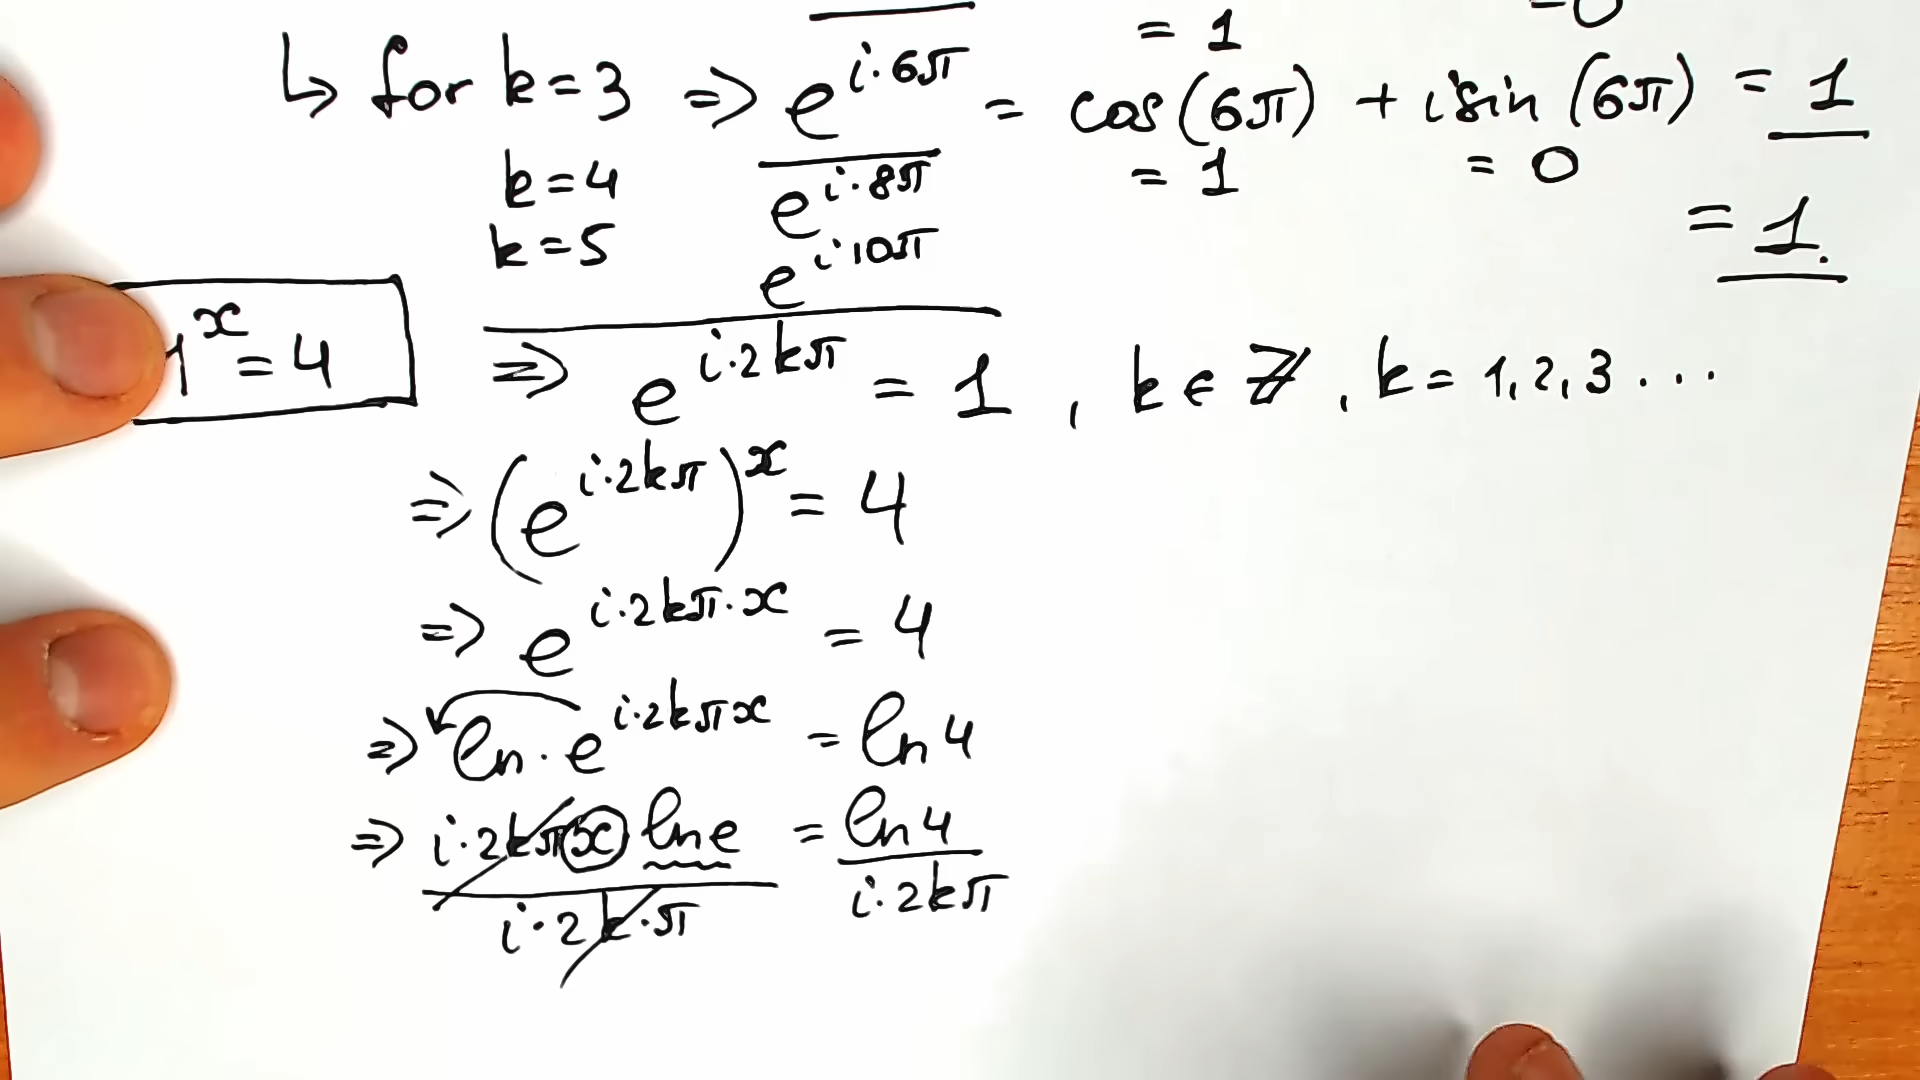 = 1
↳ for k = 3 => e^{i·6π} = cos(6π) + i sin(6π) = 1
= 1 = 0
k = 4 e^{i·8π}
= 1.
k = 5 e^{i·10π}
1^x = 4
=> e^{i·2kπ} = 1 , k ∈ ℤ , k = 1, 2, 3 ...
=> (e^{i·2kπ})^x = 4
=> e^{i·2kπ·x} = 4
=> ln · e^{i·2kπx} = ln 4
=> i·2kπx ln e = ln 4
i·2k·π i·2kπ